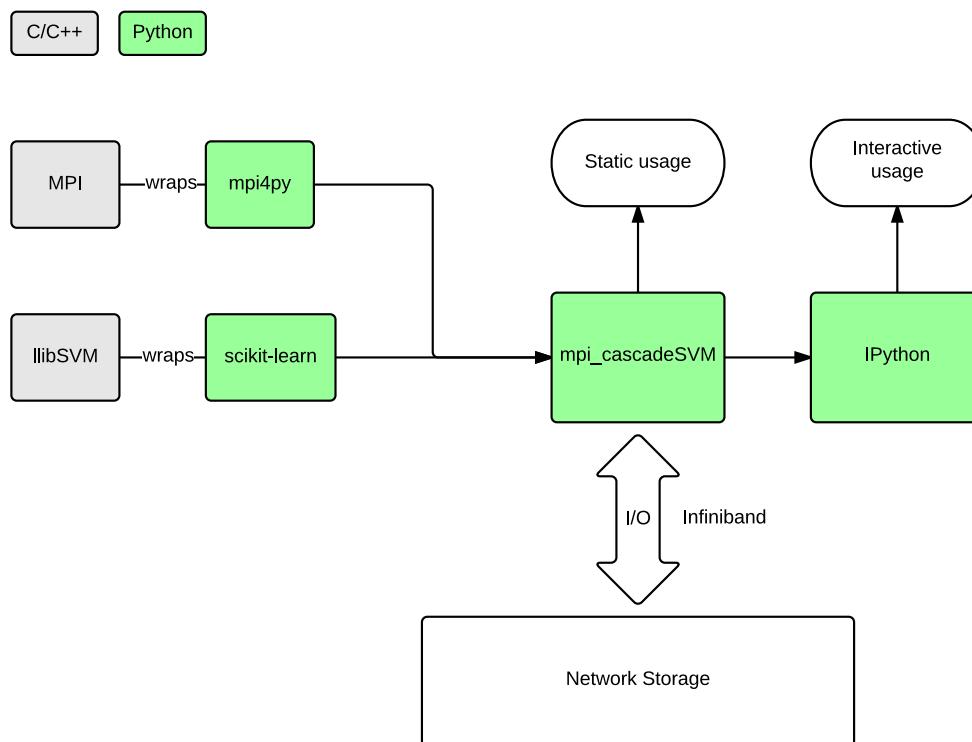 C/C++
Python
MPI
wraps
mpi4py
Static usage
Interactive
usage
llibSVM
wraps
scikit-learn
mpi_cascadeSVM
IPython
I/O
Infiniband
Network Storage